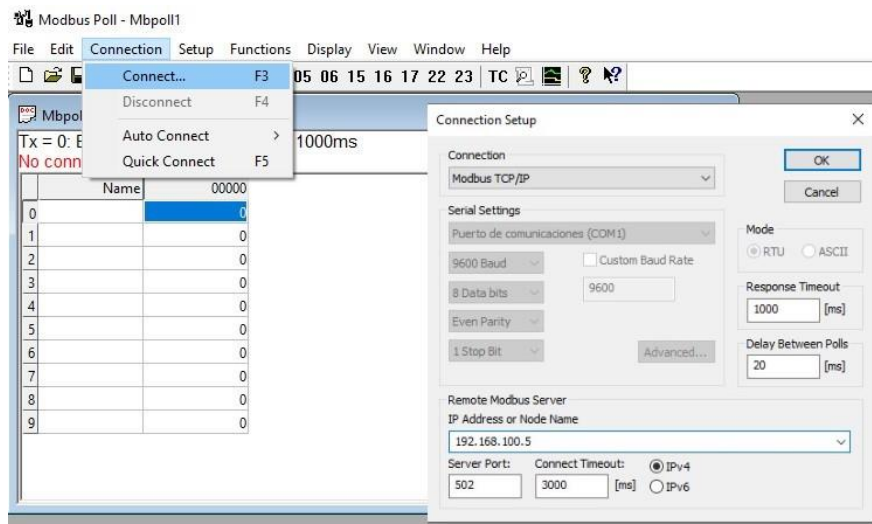 Modbus Poll - Mbpoll1
File Edit Connection Setup Functions Display View Window Help
05 06 15 16 17 22 23 TC
Connect... F3
Disconnect F4
Auto Connect >
Quick Connect F5
Mbpol
Tx = 0: 1000ms
No conn
Name 00000
0 0
1 0
2 0
3 0
4 0
5 0
6 0
7 0
8 0
9 0
Connection Setup
Connection
Modbus TCP/IP
OK
Cancel
Serial Settings
Puerto de comunicaciones (COM1)
9600 Baud
Custom Baud Rate
8 Data bits
9600
Even Parity
1 Stop Bit
Advanced...
Mode
RTU ASCII
Response Timeout
1000 [ms]
Delay Between Polls
20 [ms]
Remote Modbus Server
IP Address or Node Name
192.168.100.5
Server Port: Connect Timeout: IPv4
502 3000 [ms] IPv6